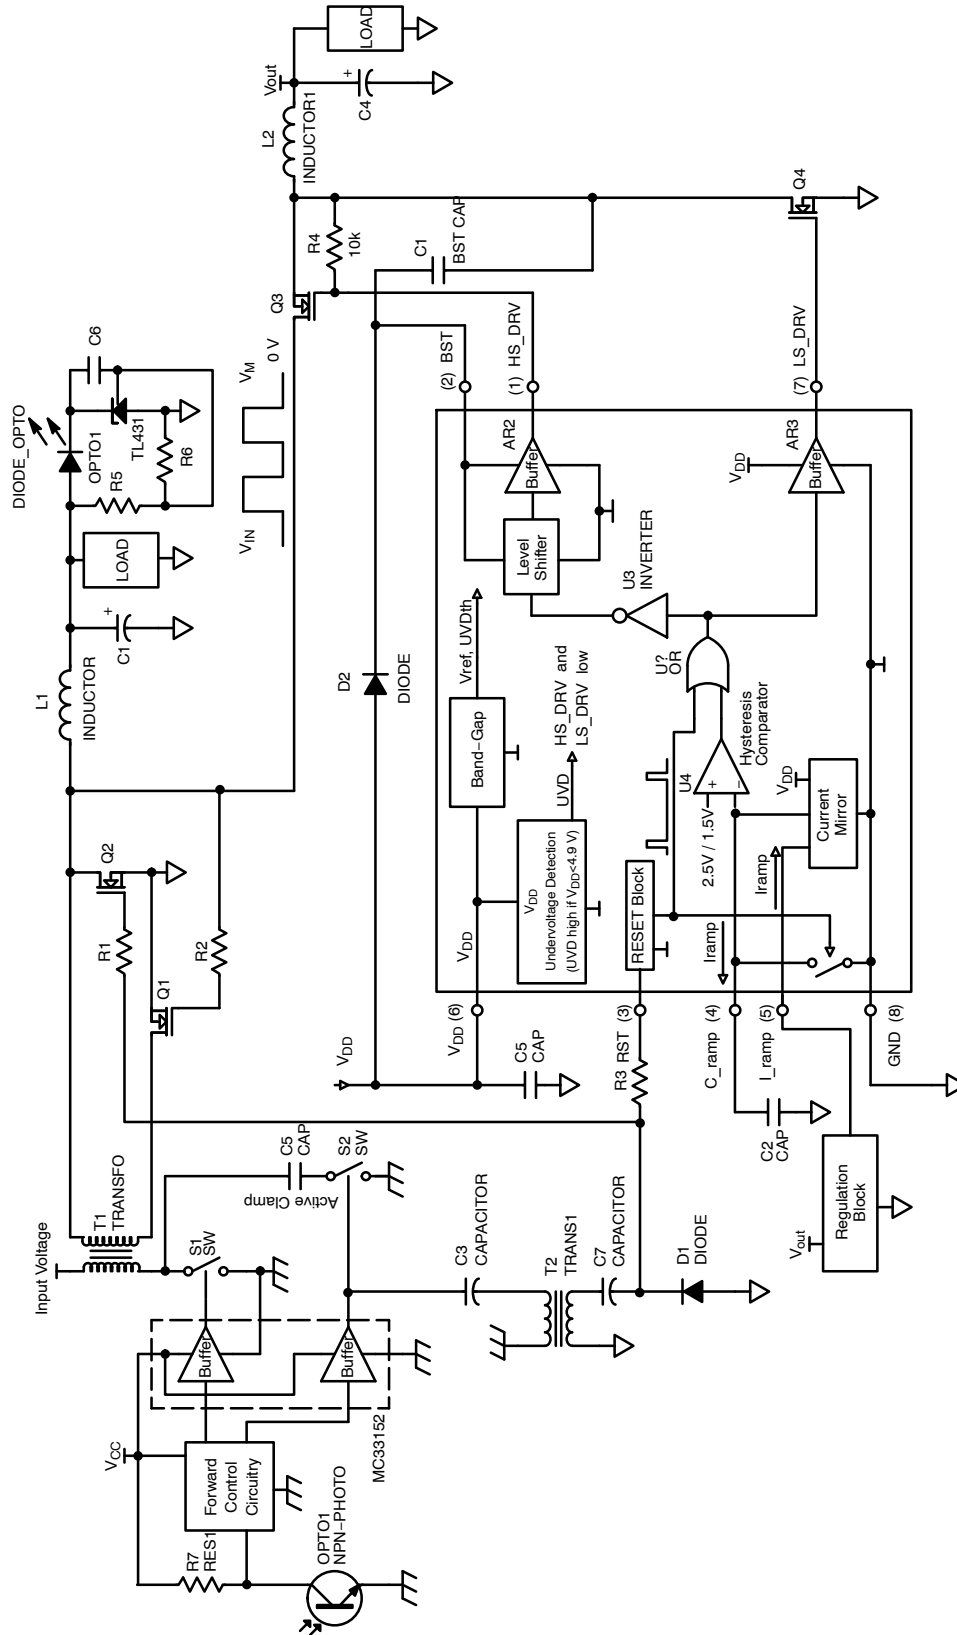 Input Voltage
T1
TRANSFO
V_CC
R7
RES1
Forward
Control
Circuitry
OPTO1
NPN-PHOTO
MC33152
Buffer
Buffer
S1
SW
C5
CAP
Active Clamp
S2
SW
C3
CAPACITOR
T2
TRANS1
C7
CAPACITOR
D1
DIODE
Q1
R1
Q2
R2
L1
INDUCTOR
C1
+
LOAD
DIODE_OPTO
OPTO1
R5
TL431
R6
C6
V_IN
V_M
0 V
Q3
R4
10k
L2
INDUCTOR1
Vout
+
C4
LOAD
C1
BST CAP
D2
DIODE
V_DD
C5
CAP
V_DD (6)
V_DD
R3
RST (3)
C_ramp (4)
C2
CAP
I_ramp (5)
GND (8)
Vout
Regulation
Block
Band-Gap
Vref, UVDth
V_DD
Undervoltage Detection
(UVD high if V_DD<4.9 V)
UVD
HS_DRV and
LS_DRV low
RESET Block
Iramp
Iramp
2.5V / 1.5V
U4
+
−
Hysteresis
Comparator
V_DD
Current
Mirror
U?
OR
U3
INVERTER
Level
Shifter
AR2
Buffer
V_DD
AR3
Buffer
(2) BST
(1) HS_DRV
(7) LS_DRV
Q4